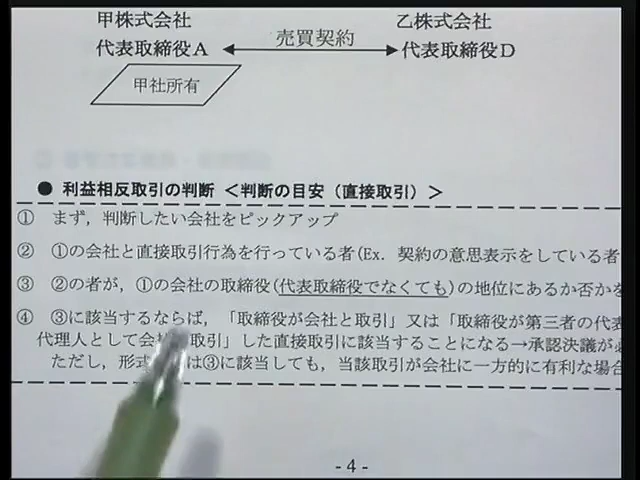 甲株式会社 乙株式会社
代表取締役A 売買契約 代表取締役D
甲社所有
● 利益相反取引の判断 <判断の目安（直接取引）>
① まず，判断したい会社をピックアップ
② ①の会社と直接取引行為を行っている者(Ex. 契約の意思表示をしている者
③ ②の者が，①の会社の取締役(代表取締役でなくても)の地位にあるか否かを
④ ③に該当するならば，「取締役が会社と取引」又は「取締役が第三者の代表
代理人として会社 取引」した直接取引に該当することになる→承認決議が必
ただし，形式 は③に該当しても，当該取引が会社に一方的に有利な場合
- 4 -